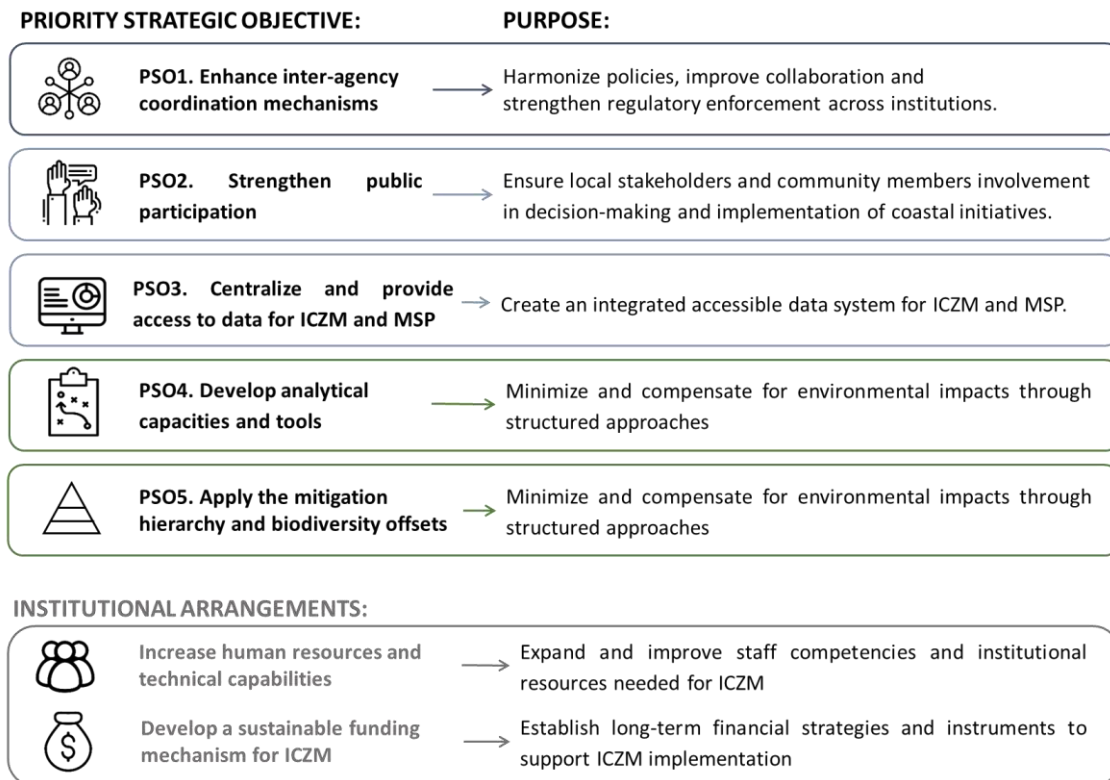 PRIORITY STRATEGIC OBJECTIVE: PURPOSE:
PSO1. Enhance inter-agency
coordination mechanisms
Harmonize policies, improve collaboration and
strengthen regulatory enforcement across institutions.
PSO2. Strengthen public
participation
Ensure local stakeholders and community members involvement
in decision-making and implementation of coastal initiatives.
PSO3. Centralize and provide
access to data for ICZM and MSP
Create an integrated accessible data system for ICZM and MSP.
PSO4. Develop analytical
capacities and tools
Minimize and compensate for environmental impacts through
structured approaches
PSO5. Apply the mitigation
hierarchy and biodiversity offsets
Minimize and compensate for environmental impacts through
structured approaches
INSTITUTIONAL ARRANGEMENTS:
Increase human resources and
technical capabilities
Expand and improve staff competencies and institutional
resources needed for ICZM
Develop a sustainable funding
mechanism for ICZM
Establish long-term financial strategies and instruments to
support ICZM implementation